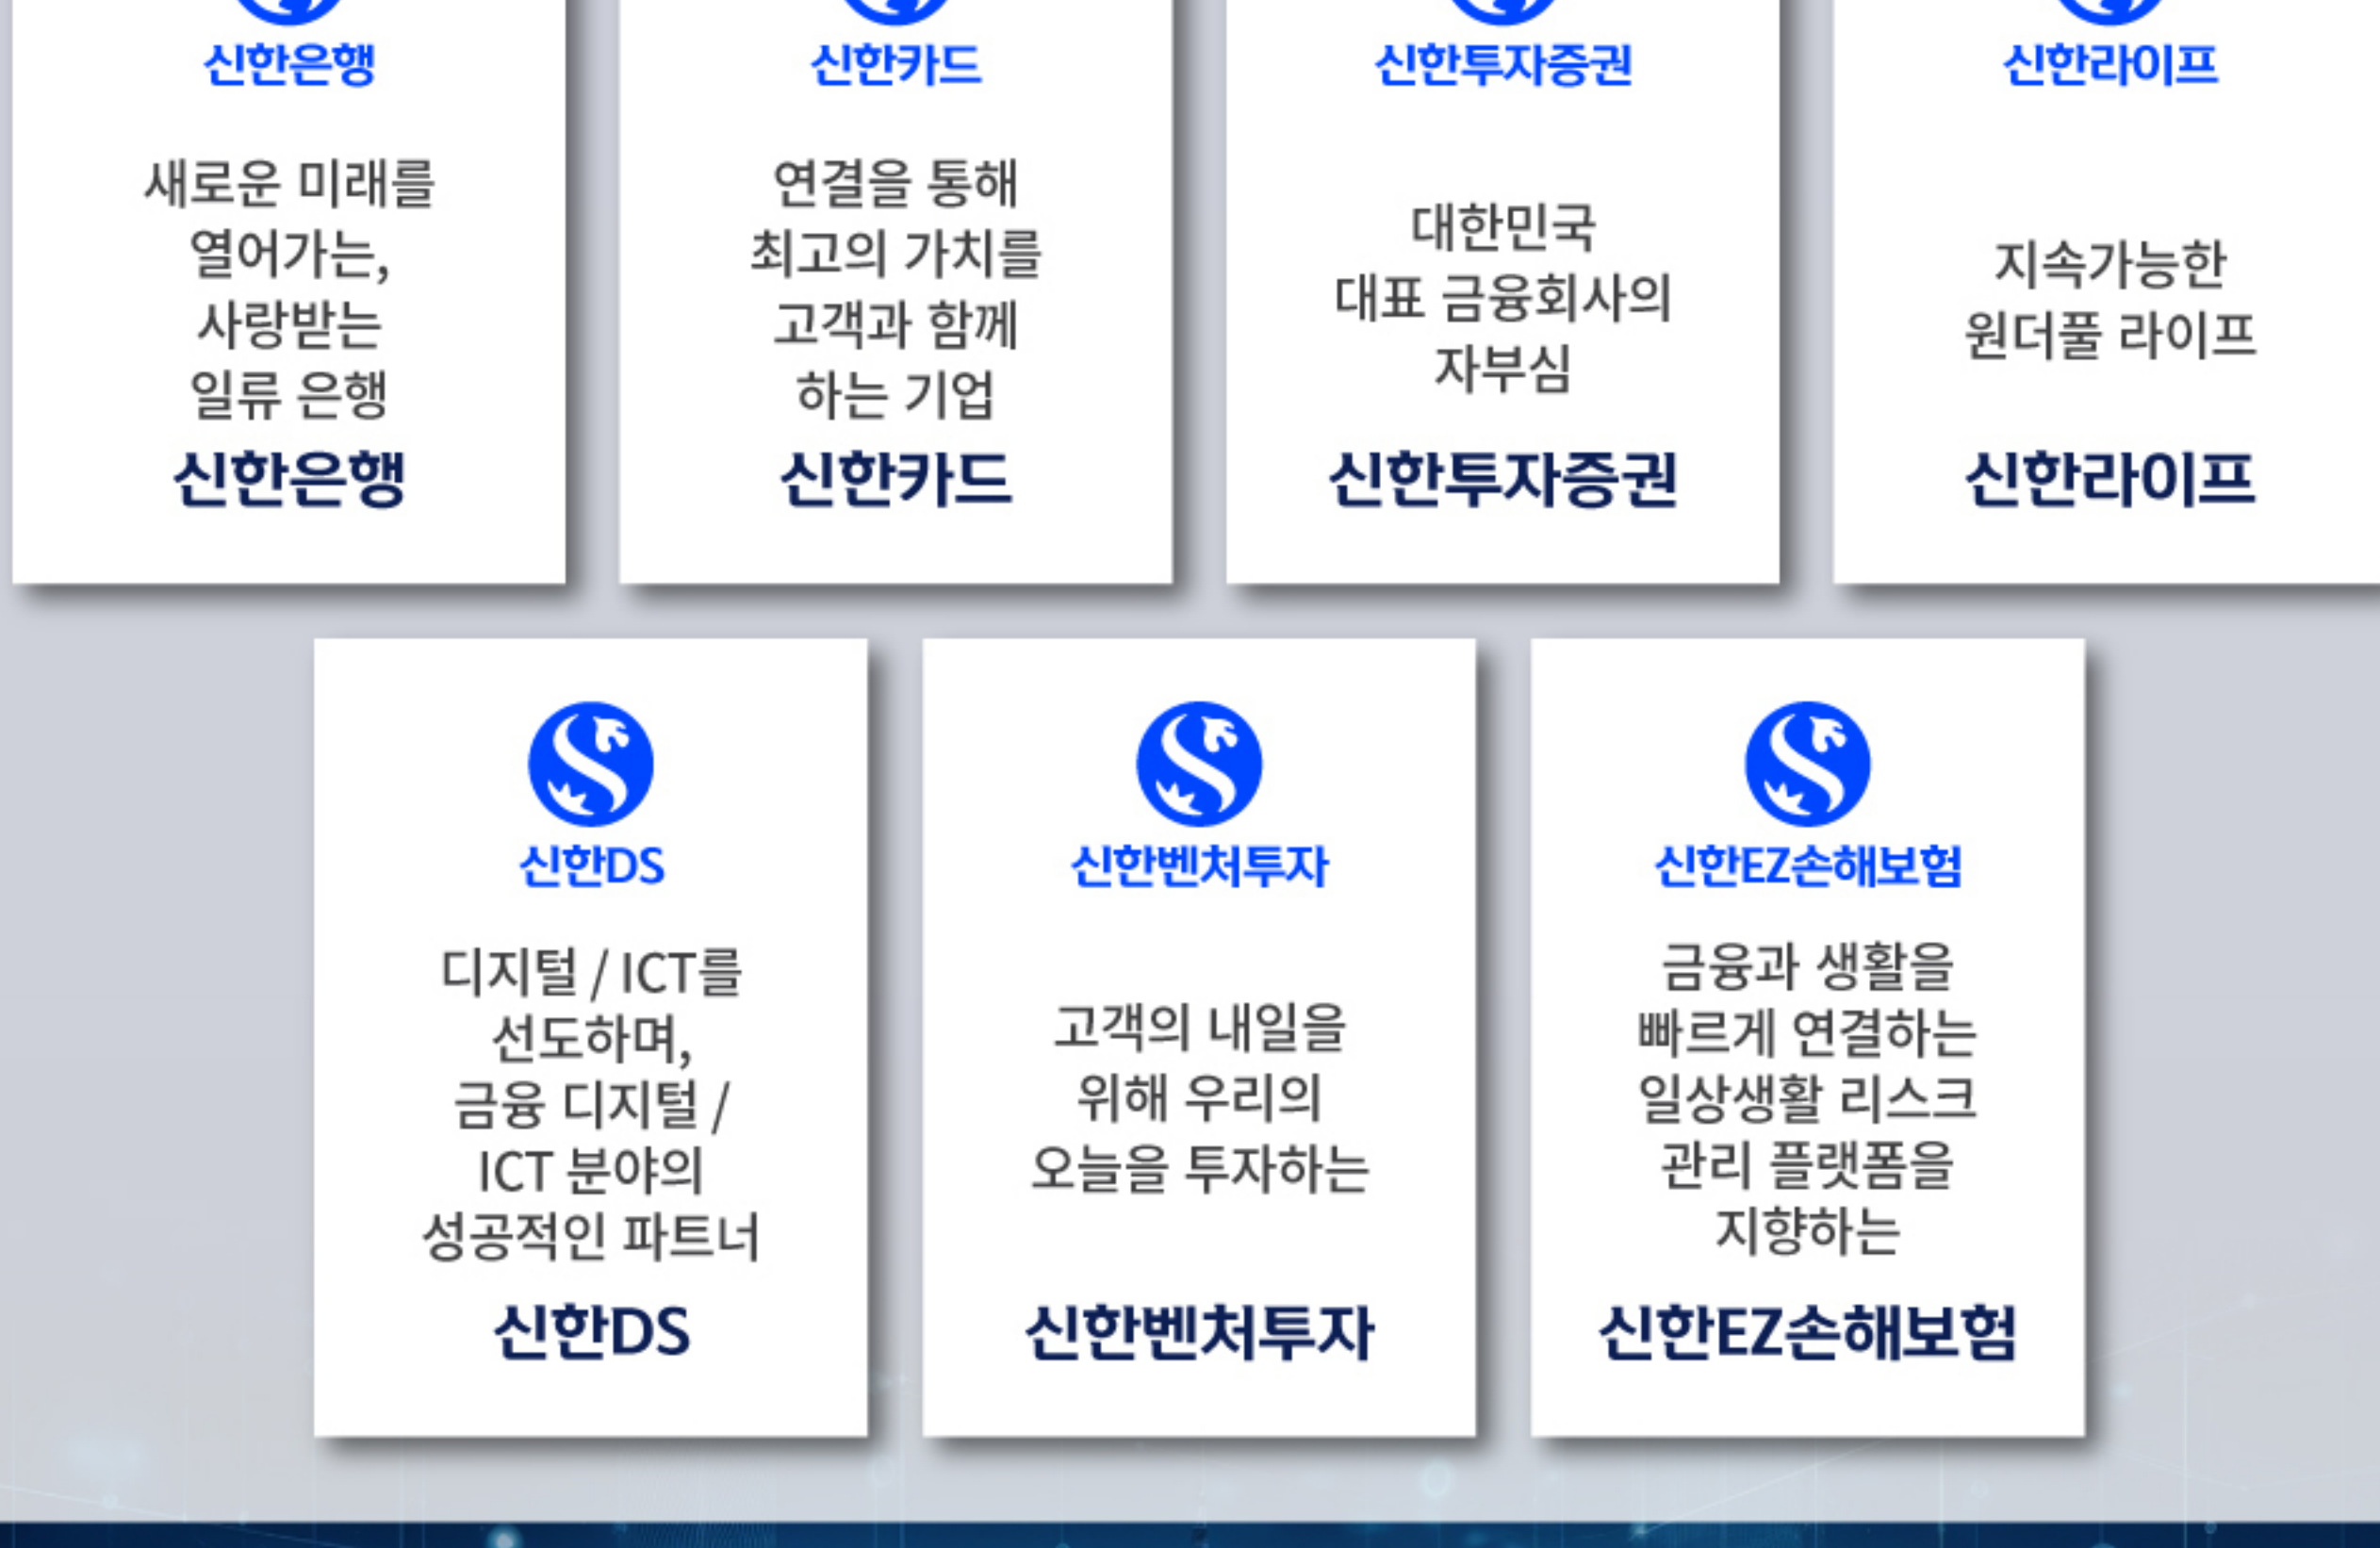 신한은행
새로운 미래를
열어가는,
사랑받는
일류 은행
신한은행
신한카드
연결을 통해
최고의 가치를
고객과 함께
하는 기업
신한카드
신한투자증권
대한민국
대표 금융회사의
자부심
신한투자증권
신한라이프
지속가능한
원더풀 라이프
신한라이프
신한DS
디지털 / ICT를
선도하며,
금융 디지털 /
ICT 분야의
성공적인 파트너
신한DS
신한벤처투자
고객의 내일을
위해 우리의
오늘을 투자하는
신한벤처투자
신한EZ손해보험
금융과 생활을
빠르게 연결하는
일상생활 리스크
관리 플랫폼을
지향하는
신한EZ손해보험